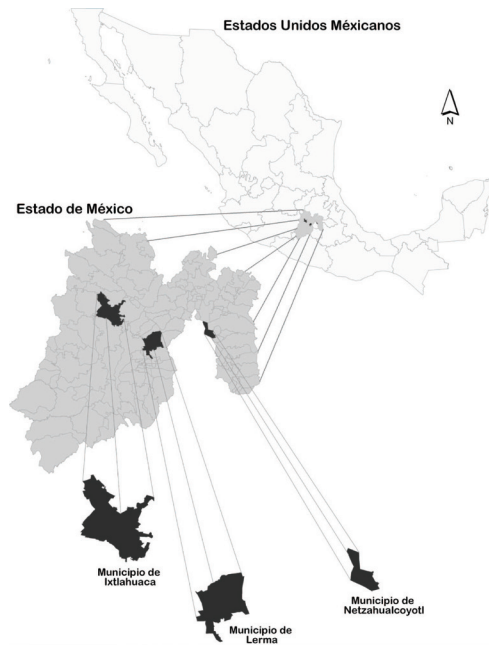 Estados Unidos Méxicanos
N
Estado de México
Municipio de
Ixtlahuaca
Municipio de
Netzahualcoyotl
Municipio de
Lerma